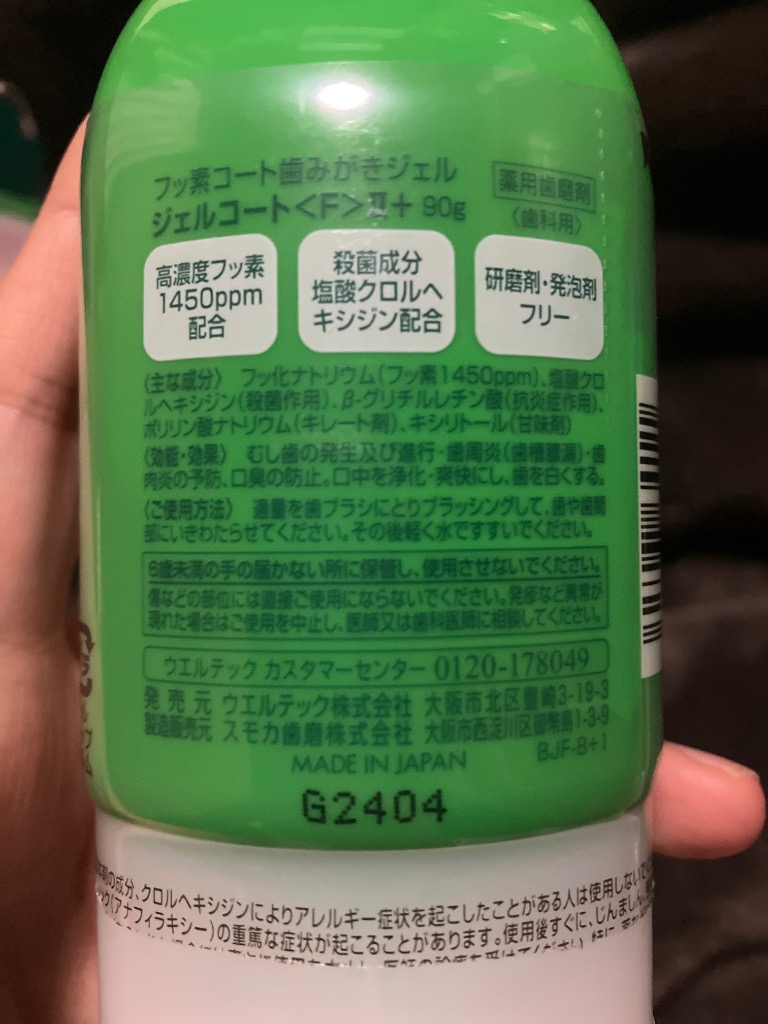 フッ素コート歯みがきジェル
ジェルコート〈F〉Ⅱ＋ 90g
薬用歯磨剤
〈歯科用〉
高濃度フッ素
1450ppm
配合
殺菌成分
塩酸クロルヘ
キシジン配合
研磨剤・発泡剤
フリー
〈主な成分〉 フッ化ナトリウム（フッ素1450ppm）、塩酸クロ
ルヘキシジン（殺菌作用）、β-グリチルレチン酸（抗炎症作用）、
ポリリン酸ナトリウム（キレート剤）、キシリトール（甘味剤）
〈効能・効果〉 むし歯の発生及び進行・歯周炎（歯槽膿漏）・歯
肉炎の予防、口臭の防止。口中を浄化・爽快にし、歯を白くする。
〈ご使用方法〉 適量を歯ブラシにとりブラッシングして、歯や歯間
部にいきわたらせてください。その後軽く水ですすいでください。
6歳未満の手の届かない所に保管し、使用させないでください。
傷などの部位には直接ご使用にならないでください。発疹など異常が
現れた場合はご使用を中止し、医師又は歯科医師に相談してください。
ウエルテック カスタマーセンター 0120-178049
発 売 元 ウエルテック株式会社 大阪市北区豊崎3-19-3
製造販売元 スモカ歯磨株式会社 大阪市西淀川区御幣島1-3-9
MADE IN JAPAN
BJF-B+1
G2404
の成分、クロルヘキシジンによりアレルギー症状を起こしたことがある人は使用しないで
ック（アナフィラキシー）の重篤な症状が起こることがあります。使用後すぐに、じんましん